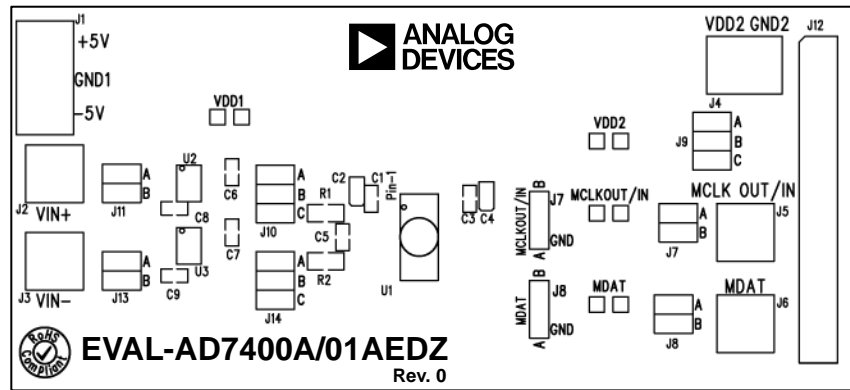 J1
+5V
GND1
-5V
ANALOG
DEVICES
VDD2 GND2
J12
VDD1
VDD2
J4
J9
A
B
C
J2
VIN+
J11
A
B
U2
C8
C6
J10
A
B
C
R1
C2
C1
Pin-1
C3
C4
B
J7
MCLKOUT/IN
GND
A
MCLKOUT/IN
MCLK OUT/IN
A
B
J7
J5
J3
VIN-
J13
A
B
U3
C9
C7
J14
A
B
C
C5
R2
U1
B
J8
MDAT
GND
A
MDAT
A
B
J8
MDAT
J6
RoHS
Compliant
EVAL-AD7400A/01AEDZ
Rev. 0